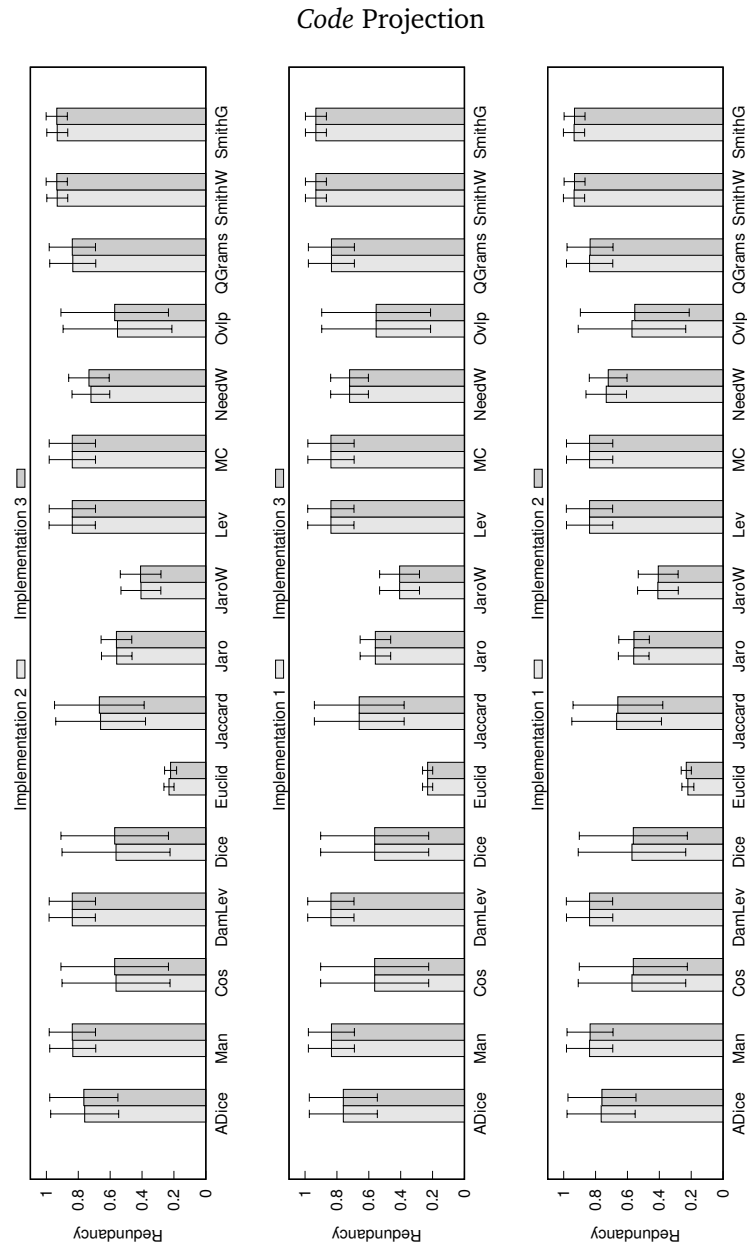 Code Projection
Implementation 2
Implementation 3
Redundancy
1
0.8
0.6
0.4
0.2
0
ADice Man Cos DamLev Dice Euclid Jaccard Jaro JaroW Lev MC NeedW Ovlp QGrams SmithW SmithG
Implementation 1
Implementation 3
Redundancy
1
0.8
0.6
0.4
0.2
0
ADice Man Cos DamLev Dice Euclid Jaccard Jaro JaroW Lev MC NeedW Ovlp QGrams SmithW SmithG
Implementation 1
Implementation 2
Redundancy
1
0.8
0.6
0.4
0.2
0
ADice Man Cos DamLev Dice Euclid Jaccard Jaro JaroW Lev MC NeedW Ovlp QGrams SmithW SmithG